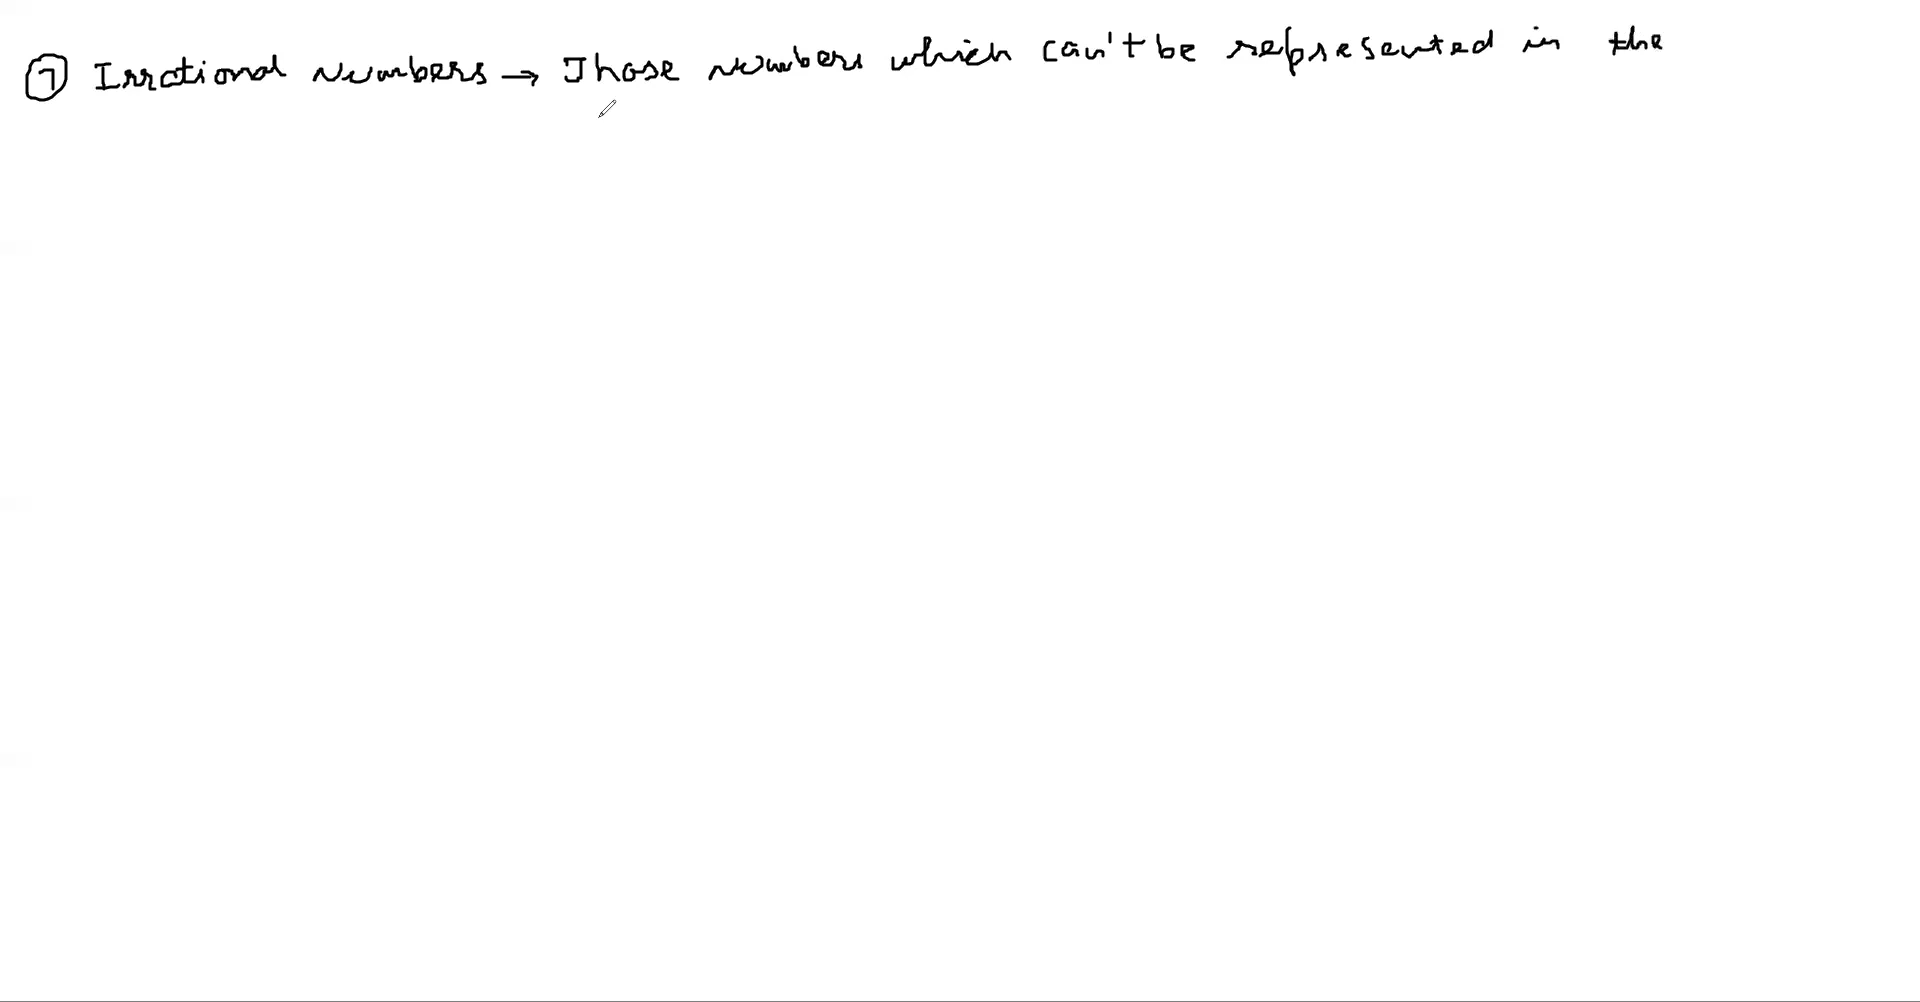 ⑦ Irrational Numbers → Those numbers which can't be represented in the